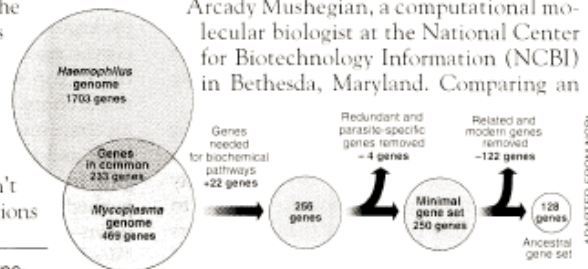 he
s
Arcady Mushegian, a computational mo-
lecular biologist at the National Center
for Biotechnology Information (NCBI)
in Bethesda, Maryland. Comparing an
Haemophilus
genome
1703 genes
Genes
in common
233 genes
Mycoplasma
genome
469 genes
't
ions
Genes
needed
for biochemical
pathways
+22 genes
256
genes
Redundant and
parasite-specific
genes removed
– 4 genes
Minimal
gene set
250 genes
Related and
modern genes
removed
–122 genes
128
genes
Ancestral
gene set